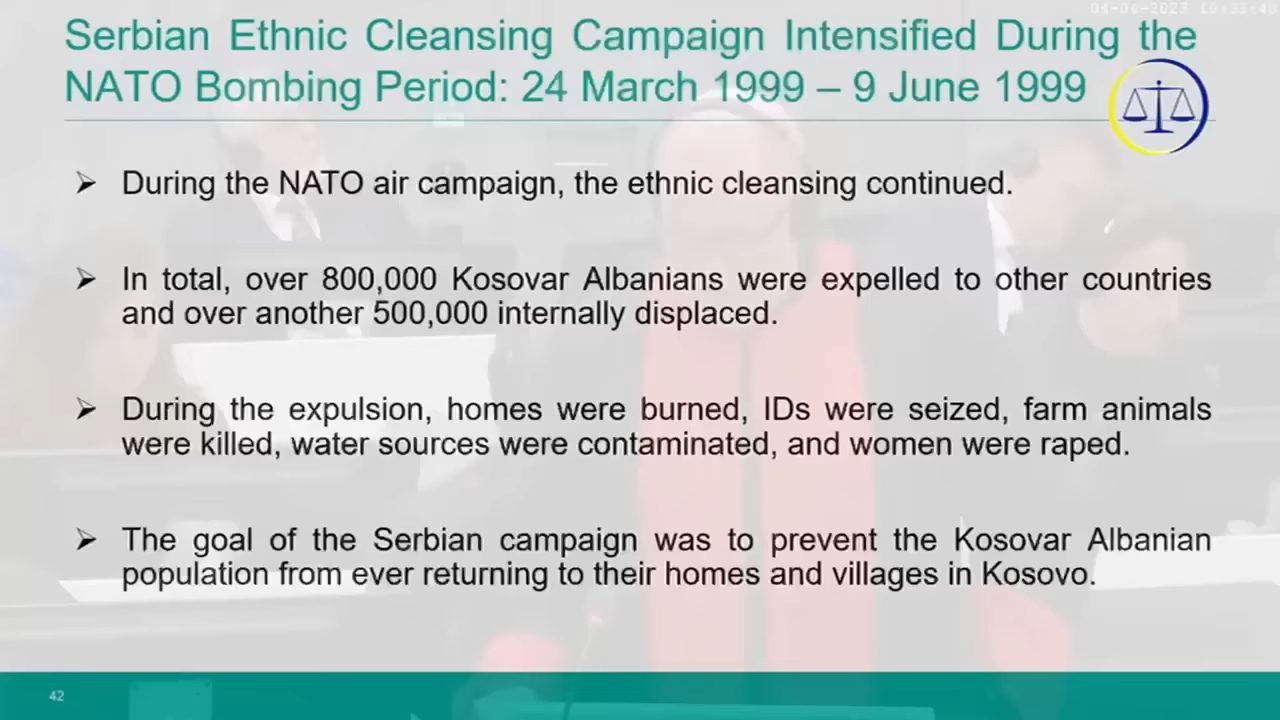 04-04-2023
Serbian Ethnic Cleansing Campaign Intensified During the
NATO Bombing Period: 24 March 1999 – 9 June 1999
➢ During the NATO air campaign, the ethnic cleansing continued.
➢ In total, over 800,000 Kosovar Albanians were expelled to other countries
and over another 500,000 internally displaced.
➢ During the expulsion, homes were burned, IDs were seized, farm animals
were killed, water sources were contaminated, and women were raped.
➢ The goal of the Serbian campaign was to prevent the Kosovar Albanian
population from ever returning to their homes and villages in Kosovo.
42